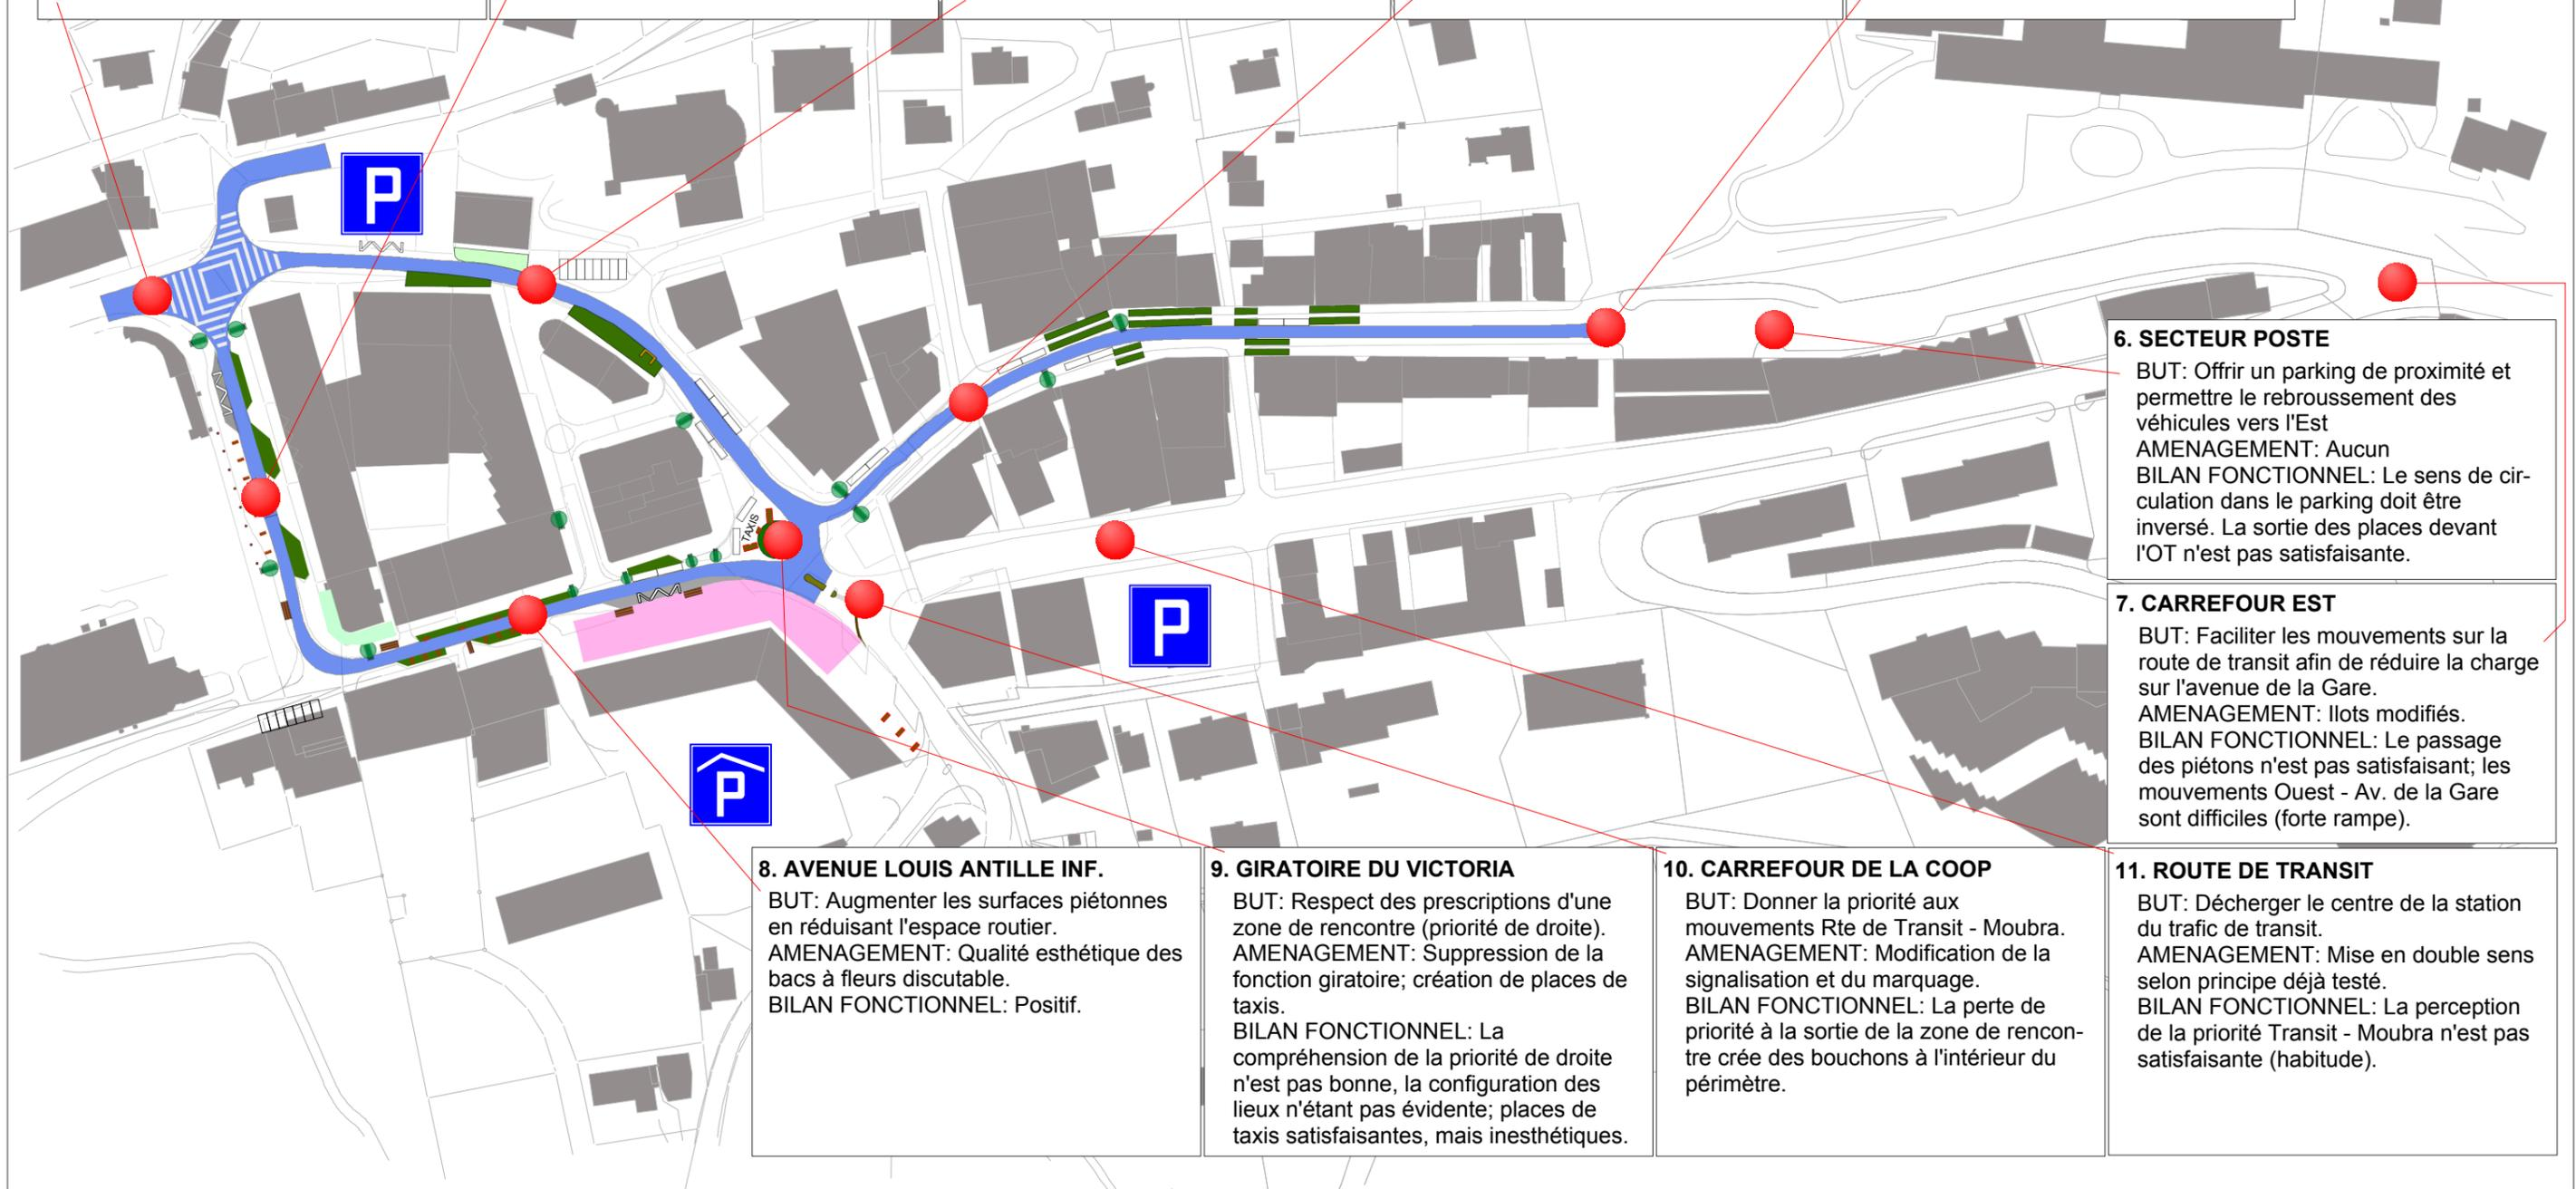 P
TAXIS
P
P
6. SECTEUR POSTE
BUT: Offrir un parking de proximité et
permettre le rebroussement des
véhicules vers l'Est
AMENAGEMENT: Aucun
BILAN FONCTIONNEL: Le sens de cir-
culation dans le parking doit être
inversé. La sortie des places devant
l'OT n'est pas satisfaisante.
7. CARREFOUR EST
BUT: Faciliter les mouvements sur la
route de transit afin de réduire la charge
sur l'avenue de la Gare.
AMENAGEMENT: Ilots modifiés.
BILAN FONCTIONNEL: Le passage
des piétons n'est pas satisfaisant; les
mouvements Ouest - Av. de la Gare
sont difficiles (forte rampe).
8. AVENUE LOUIS ANTILLE INF.
BUT: Augmenter les surfaces piétonnes
en réduisant l'espace routier.
AMENAGEMENT: Qualité esthétique des
bacs à fleurs discutable.
BILAN FONCTIONNEL: Positif.
9. GIRATOIRE DU VICTORIA
BUT: Respect des prescriptions d'une
zone de rencontre (priorité de droite).
AMENAGEMENT: Suppression de la
fonction giratoire; création de places de
taxis.
BILAN FONCTIONNEL: La
compréhension de la priorité de droite
n'est pas bonne, la configuration des
lieux n'étant pas évidente; places de
taxis satisfaisantes, mais inesthétiques.
10. CARREFOUR DE LA COOP
BUT: Donner la priorité aux
mouvements Rte de Transit - Moubra.
AMENAGEMENT: Modification de la
signalisation et du marquage.
BILAN FONCTIONNEL: La perte de
priorité à la sortie de la zone de rencon-
tre crée des bouchons à l'intérieur du
périmètre.
11. ROUTE DE TRANSIT
BUT: Décherger le centre de la station
du trafic de transit.
AMENAGEMENT: Mise en double sens
selon principe déjà testé.
BILAN FONCTIONNEL: La perception
de la priorité Transit - Moubra n'est pas
satisfaisante (habitude).